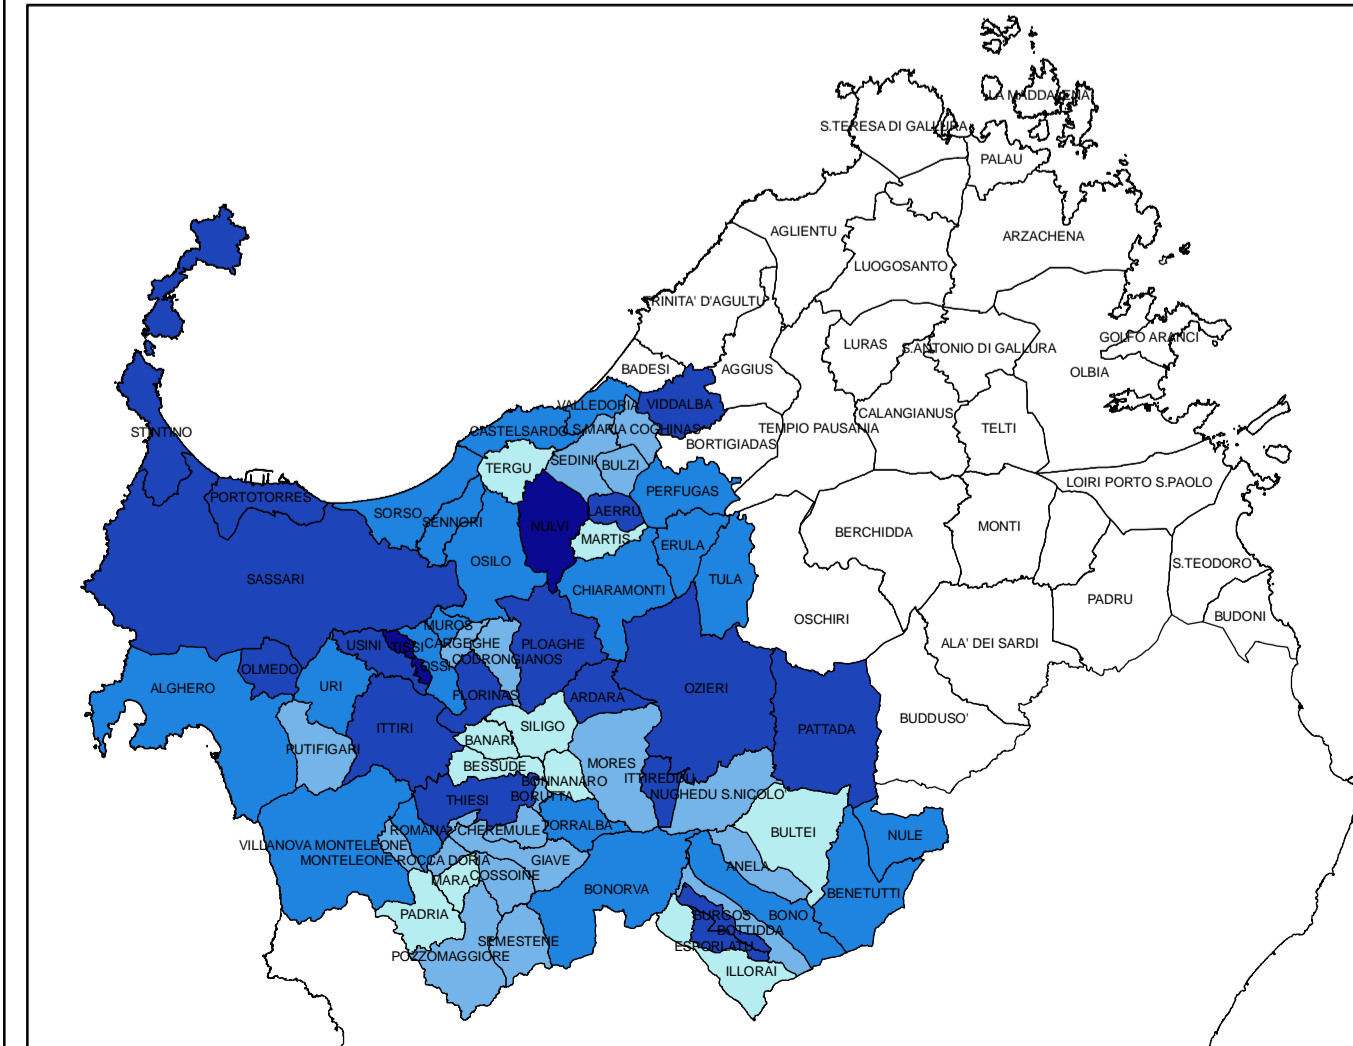 LA MADDALENA
S.TERESA DI GALLURA
PALAU
AGLIENTU
ARZACHENA
LUOGOSANTO
TRINITA' D'AGULTU
GOLFO ARANCI
LURAS
S.ANTONIO DI GALLURA
BADESI
AGGIUS
OLBIA
VALLEDORIA
VIDDALBA
CALANGIANUS
STINTINO
CASTELSARDO
S.MARIA COGHINAS
TEMPIO PAUSANIA
TELTI
BORTIGIADAS
TERGU
SEDINI
BULZI
LOIRI PORTO S.PAOLO
PERFUGAS
PORTOTORRES
SORSO
SENNORI
LAERRU
NULVI
BERCHIDDA
MONTI
MARTIS
ERULA
OSILO
S.TEODORO
SASSARI
TULA
CHIARAMONTI
PADRU
OSCHIRI
BUDONI
MUROS
USINI
TISSI
CARGEGHE
PLOAGHE
ALA' DEI SARDI
CODRONGIANOS
OSSI
OLMEDO
ALGHERO
URI
OZIERI
FLORINAS
ARDARA
BUDDUSO'
ITTIRI
SILIGO
PATTADA
BANARI
PUTIFIGARI
BESSUDE
MORES
BONNANARO
ITTIREDDU
NUGHEDU S.NICOLO'
THIESI
BORUTTA
ROMANA
CHEREMULE
TORRALBA
BULTEI
NULE
VILLANOVA MONTELEONE
MONTELEONE ROCCA DORIA
GIAVE
ANELA
MARA
COSSOINE
BONORVA
BENETUTTI
PADRIA
BURGOS
BONO
BOTTIDDA
SEMESTENE
ESPORLATU
POZZOMAGGIORE
ILLORAI